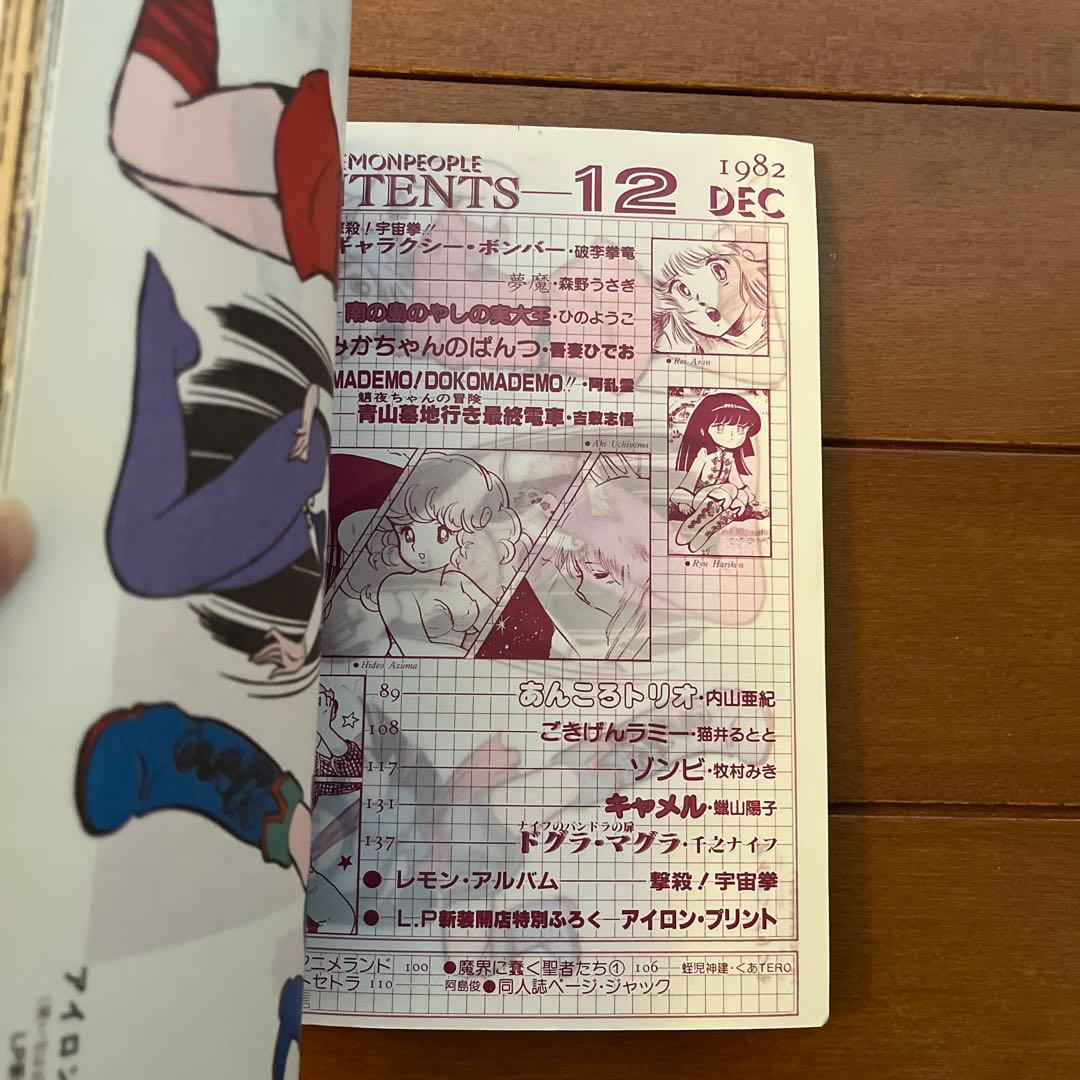 EMONPEOPLE
TENTS—12
1982
DEC
撃殺!宇宙拳!!
ギャラクシー・ボンバー・破李拳竜
夢魔・森野うさぎ
南の島のやしの実大王・ひのようこ
みかちゃんのぱんつ・吾妻ひでお
MADEMO!DOKOMADEMO!!・阿乱霊
魍夜ちゃんの冒険
青山墓地行き最終電車・吉敷志信
●Rei Aran
●Aki Uchiyama
●Ryu Hariken
●Hideo Azuma
89 あんころトリオ・内山亜紀
108 ごきげんラミー・猫井るとと
117 ゾンビ・牧村みき
131 キャメル・蠟山陽子
ナイフのパンドラの扉
137 ドグラ・マグラ・千之ナイフ
●レモン・アルバム——撃殺!宇宙拳
●L.P新装開店特別ふろく—アイロン・プリント
アニメランド 100 ●魔界に蠢く聖者たち① 106 蛭児神建・くあTERO
セトラ 110 阿島俊●同人誌ページ・ジャック
アイロン